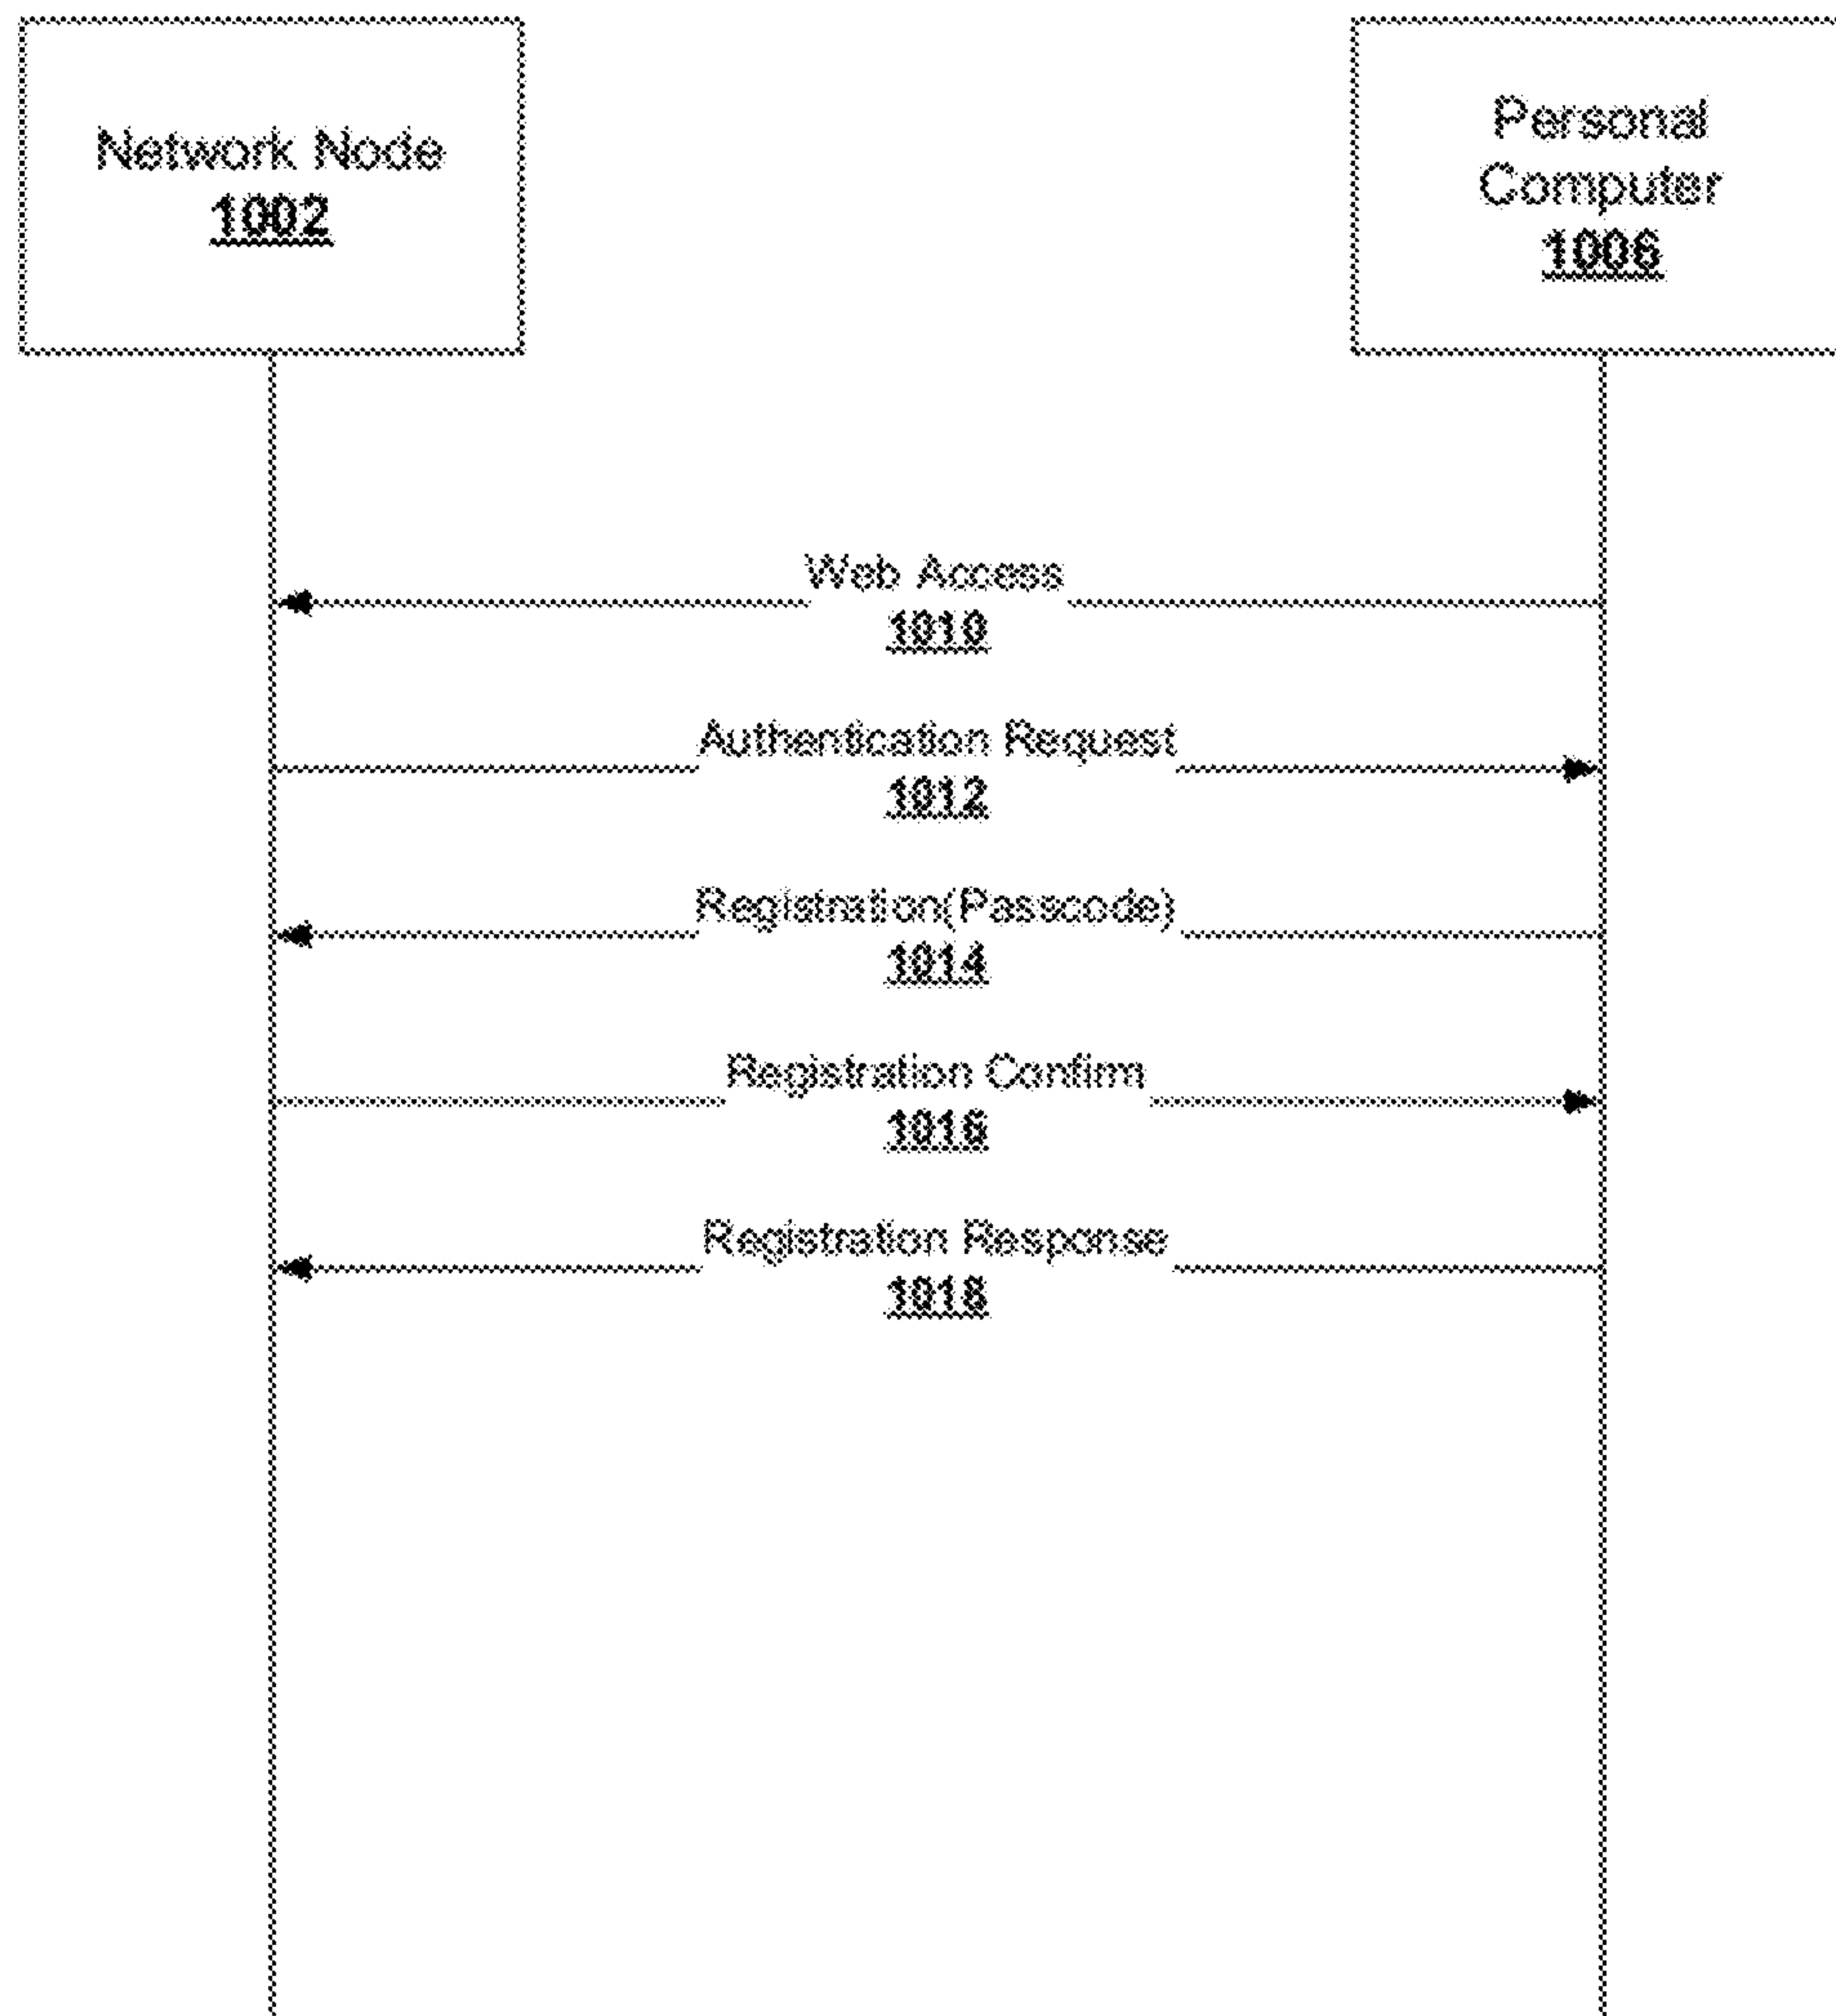 Network Node
1002
Personal
Computer
1006
Web Access
1010
Authentication Request
1012
Registration(Passcode)
1014
Registration Confirm
1016
Registration Response
1018